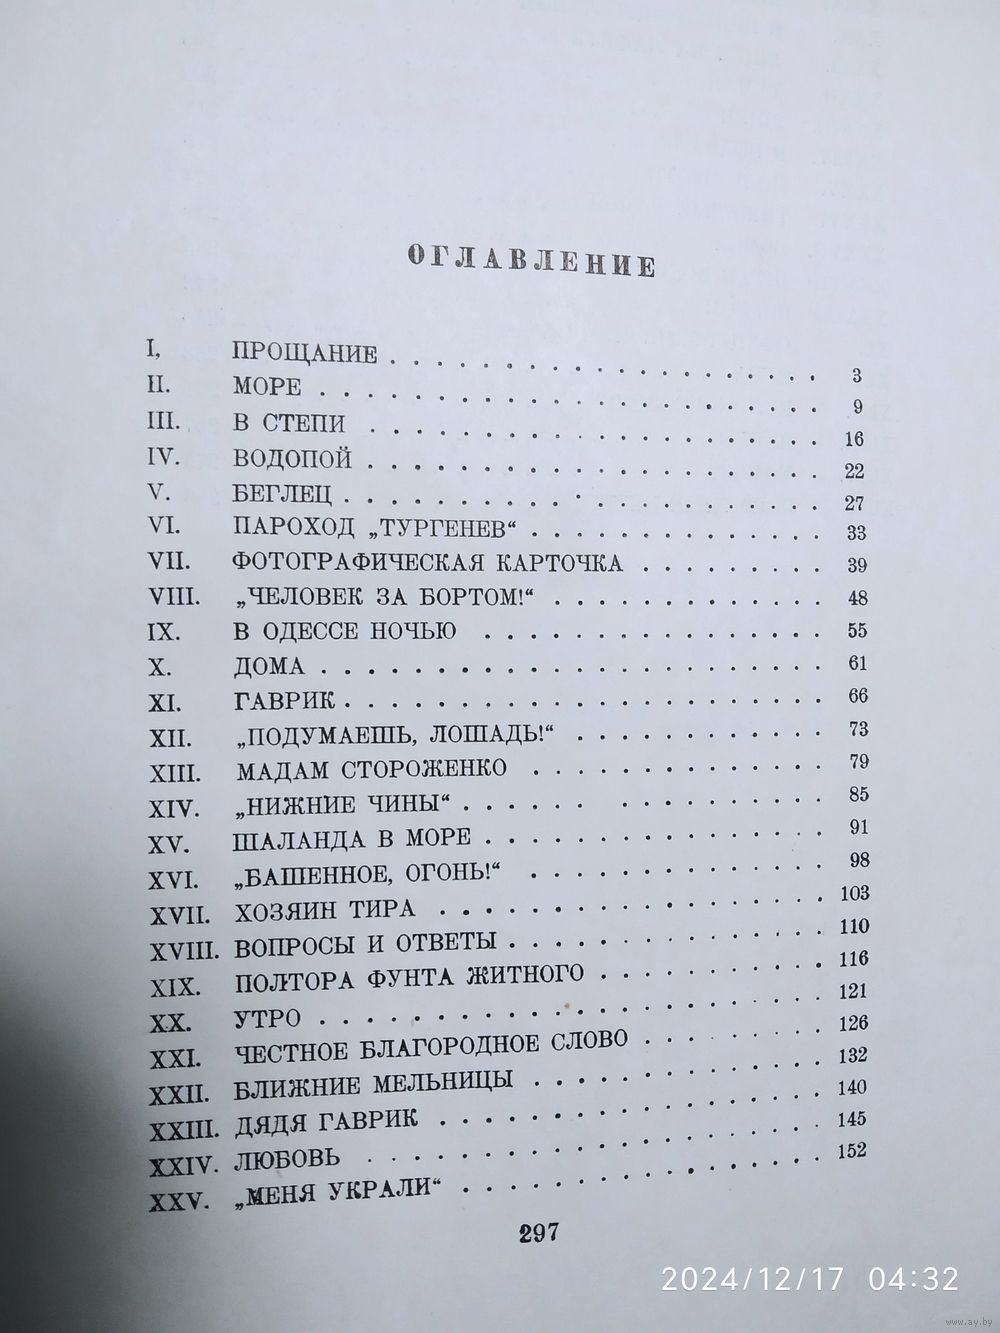 ОГЛАВЛЕНИЕ
I, ПРОЩАНИЕ . . . . . . . . . . . . . . . . . . 3
II. МОРЕ . . . . . . . . . . . . . . . . . . . . . 9
III. В СТЕПИ . . . . . . . . . . . . . . . . . . . 16
IV. ВОДОПОЙ . . . . . . . . . . . . . . . . . . . 22
V. БЕГЛЕЦ . . . . . . . . . . . . . . . . . . . . 27
VI. ПАРОХОД „ТУРГЕНЕВ“ . . . . . . . . . . . . . 33
VII. ФОТОГРАФИЧЕСКАЯ КАРТОЧКА . . . . . . . . 39
VIII. „ЧЕЛОВЕК ЗА БОРТОМ!“ . . . . . . . . . . . . 48
IX. В ОДЕССЕ НОЧЬЮ . . . . . . . . . . . . . . . 55
X. ДОМА . . . . . . . . . . . . . . . . . . . . . 61
XI. ГАВРИК . . . . . . . . . . . . . . . . . . . . 66
XII. „ПОДУМАЕШЬ, ЛОШАДЬ!“ . . . . . . . . . . . 73
XIII. МАДАМ СТОРОЖЕНКО . . . . . . . . . . . . . 79
XIV. „НИЖНИЕ ЧИНЫ“ . . . . . . . . . . . . . . . 85
XV. ШАЛАНДА В МОРЕ . . . . . . . . . . . . . . . 91
XVI. „БАШЕННОЕ, ОГОНЬ!“ . . . . . . . . . . . . . 98
XVII. ХОЗЯИН ТИРА . . . . . . . . . . . . . . . . 103
XVIII. ВОПРОСЫ И ОТВЕТЫ . . . . . . . . . . . . . . 110
XIX. ПОЛТОРА ФУНТА ЖИТНОГО . . . . . . . . . . 116
XX. УТРО . . . . . . . . . . . . . . . . . . . . . 121
XXI. ЧЕСТНОЕ БЛАГОРОДНОЕ СЛОВО . . . . . . . . 126
XXII. БЛИЖНИЕ МЕЛЬНИЦЫ . . . . . . . . . . . . . 132
XXIII. ДЯДЯ ГАВРИК . . . . . . . . . . . . . . . . 140
XXIV. ЛЮБОВЬ . . . . . . . . . . . . . . . . . . . 145
XXV. „МЕНЯ УКРАЛИ“ . . . . . . . . . . . . . . . 152
297
2024/12/17 04:32
www.ay.by